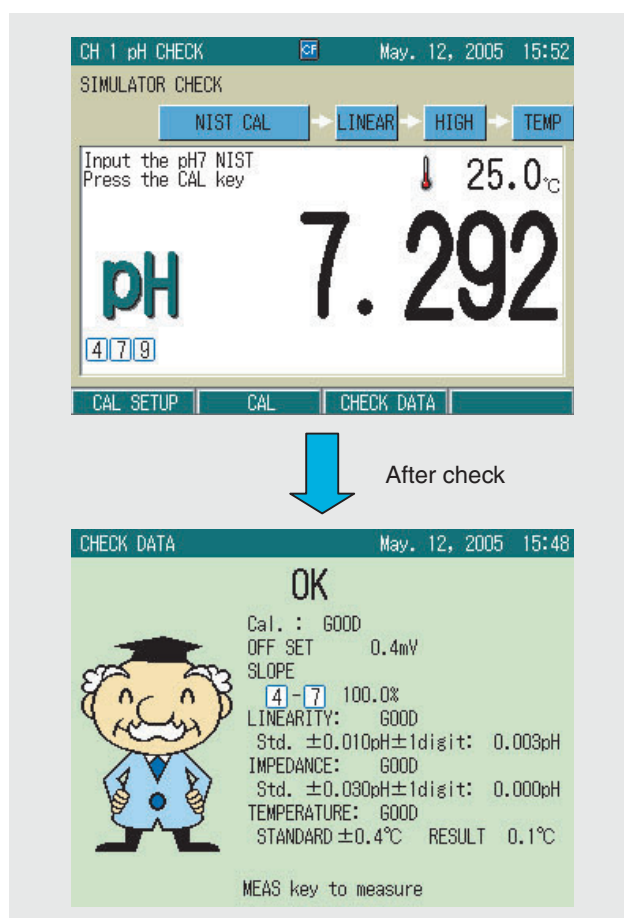 CH 1 pH CHECK CF May. 12, 2005 15:52
SIMULATOR CHECK
NIST CAL LINEAR HIGH TEMP
Input the pH7 NIST
Press the CAL key
25.0℃
pH 7.292
4 7 9
CAL SETUP CAL CHECK DATA
After check
CHECK DATA May. 12, 2005 15:48
OK
Cal. : GOOD
OFF SET 0.4mV
SLOPE
4 - 7 100.0%
LINEARITY: GOOD
Std. ±0.010pH±1digit: 0.003pH
IMPEDANCE: GOOD
Std. ±0.030pH±1digit: 0.000pH
TEMPERATURE: GOOD
STANDARD ±0.4℃ RESULT 0.1℃
MEAS key to measure